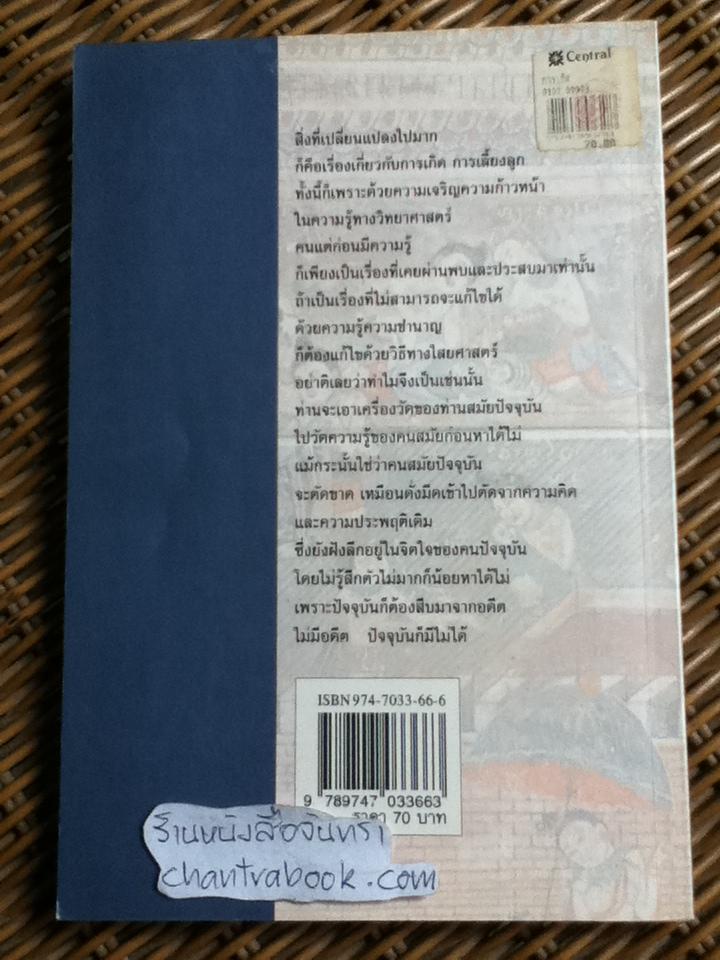 Central
สิ่งที่เปลี่ยนแปลงไปมาก
ก็คือเรื่องเกี่ยวกับการเกิด การเลี้ยงลูก
ทั้งนี้ก็เพราะด้วยความเจริญความก้าวหน้า
ในความรู้ทางวิทยาศาสตร์
คนแต่ก่อนมีความรู้
ก็เพียงเป็นเรื่องที่เคยผ่านพบและประสบมาเท่านั้น
ถ้าเป็นเรื่องที่ไม่สามารถจะแก้ไขได้
ด้วยความรู้ความชำนาญ
ก็ต้องแก้ไขด้วยวิธีทางไสยศาสตร์
อย่าติเลยว่าทำไมจึงเป็นเช่นนั้น
ท่านจะเอาเครื่องวัดของท่านสมัยปัจจุบัน
ไปวัดความรู้ของคนสมัยก่อนหาได้ไม่
แม้กระนั้นใช่ว่าคนสมัยปัจจุบัน
จะตัดขาด เหมือนดั่งมีดเข้าไปตัดจากความคิด
และความประพฤติเดิม
ซึ่งยังฝังลึกอยู่ในจิตใจของคนปัจจุบัน
โดยไม่รู้สึกตัวไม่มากก็น้อยหาได้ไม่
เพราะปัจจุบันก็ต้องสืบมาจากอดีต
ไม่มีอดีต ปัจจุบันก็มีไม่ได้
ISBN 974-7033-66-6
9 789747 033663
ราคา 70 บาท
ร้านหนังสือจันทรา
chantrabook.com